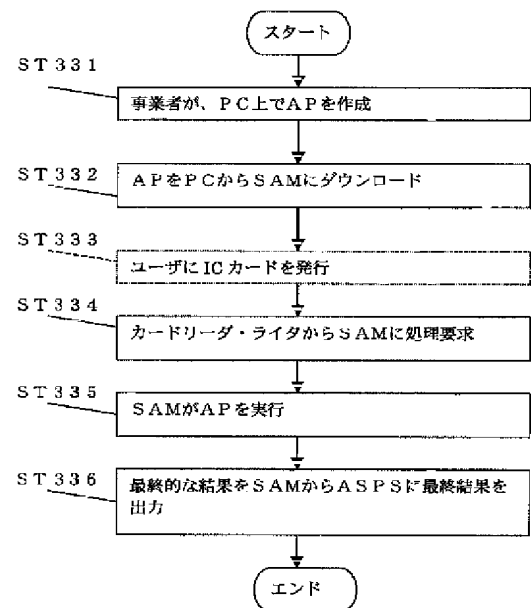 スタート
ST331
事業者が、PC上でAPを作成
ST332
APをPCからSAMにダウンロード
ST333
ユーザにICカードを発行
ST334
カードリーダ・ライタからSAMに処理要求
ST335
SAMがAPを実行
ST336
最終的な結果をSAMからASPSに最終結果を
出力
エンド